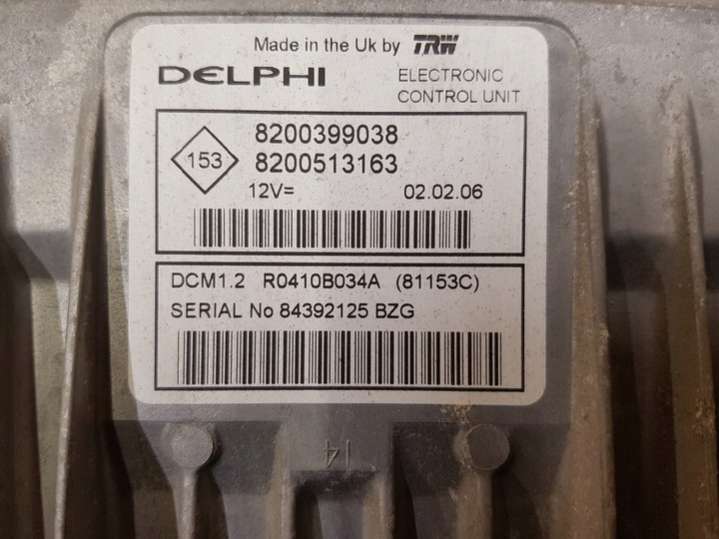 Made in the Uk by TRW
DELPHI
ELECTRONIC
CONTROL UNIT
153
8200399038
8200513163
12V=
02.02.06
DCM1.2 R0410B034A (81153C)
SERIAL No 84392125 BZG
14